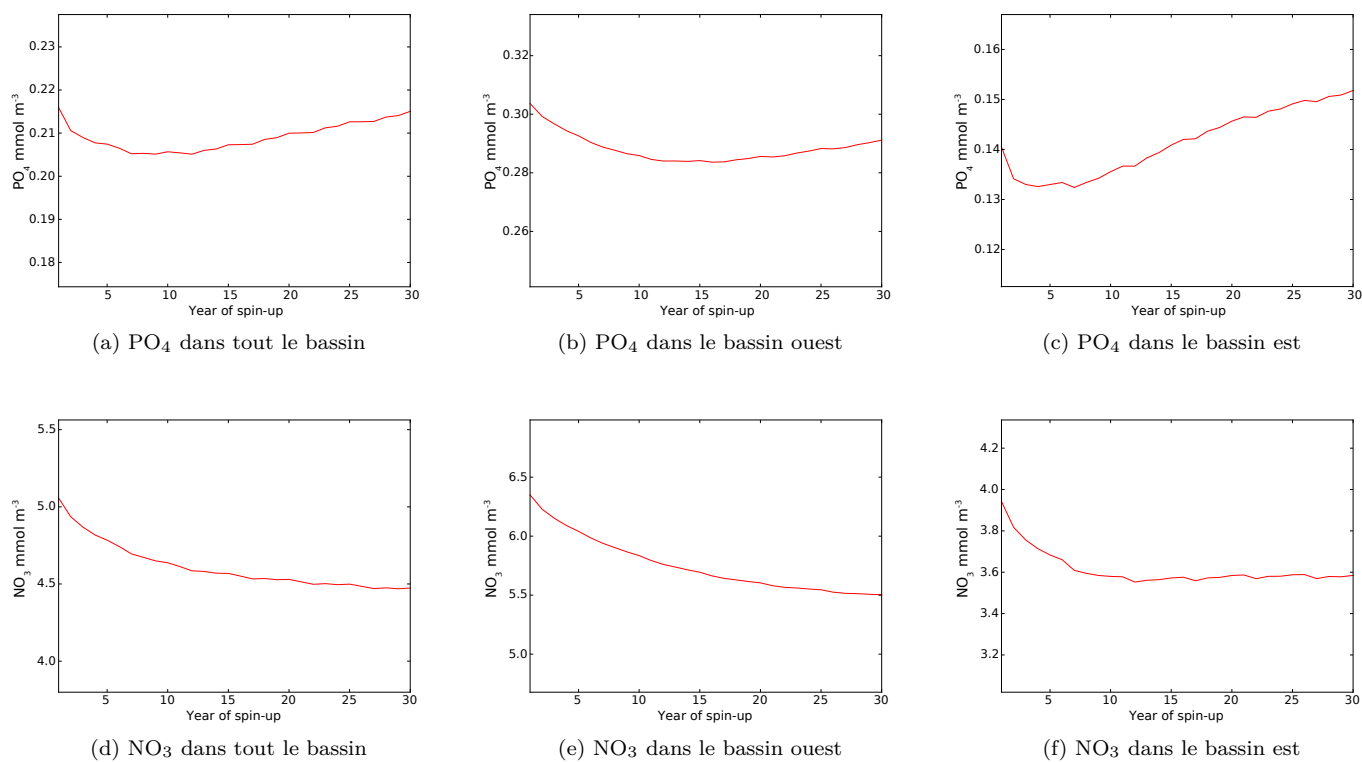 0.23
0.22
0.21
0.20
0.19
0.18
PO₄ mmol m⁻³
5 10 15 20 25 30
Year of spin-up
(a) PO₄ dans tout le bassin
0.32
0.30
0.28
0.26
PO₄ mmol m⁻³
5 10 15 20 25 30
Year of spin-up
(b) PO₄ dans le bassin ouest
0.16
0.15
0.14
0.13
0.12
PO₄ mmol m⁻³
5 10 15 20 25 30
Year of spin-up
(c) PO₄ dans le bassin est
5.5
5.0
4.5
4.0
NO₃ mmol m⁻³
5 10 15 20 25 30
Year of spin-up
(d) NO₃ dans tout le bassin
6.5
6.0
5.5
5.0
NO₃ mmol m⁻³
5 10 15 20 25 30
Year of spin-up
(e) NO₃ dans le bassin ouest
4.2
4.0
3.8
3.6
3.4
3.2
NO₃ mmol m⁻³
5 10 15 20 25 30
Year of spin-up
(f) NO₃ dans le bassin est